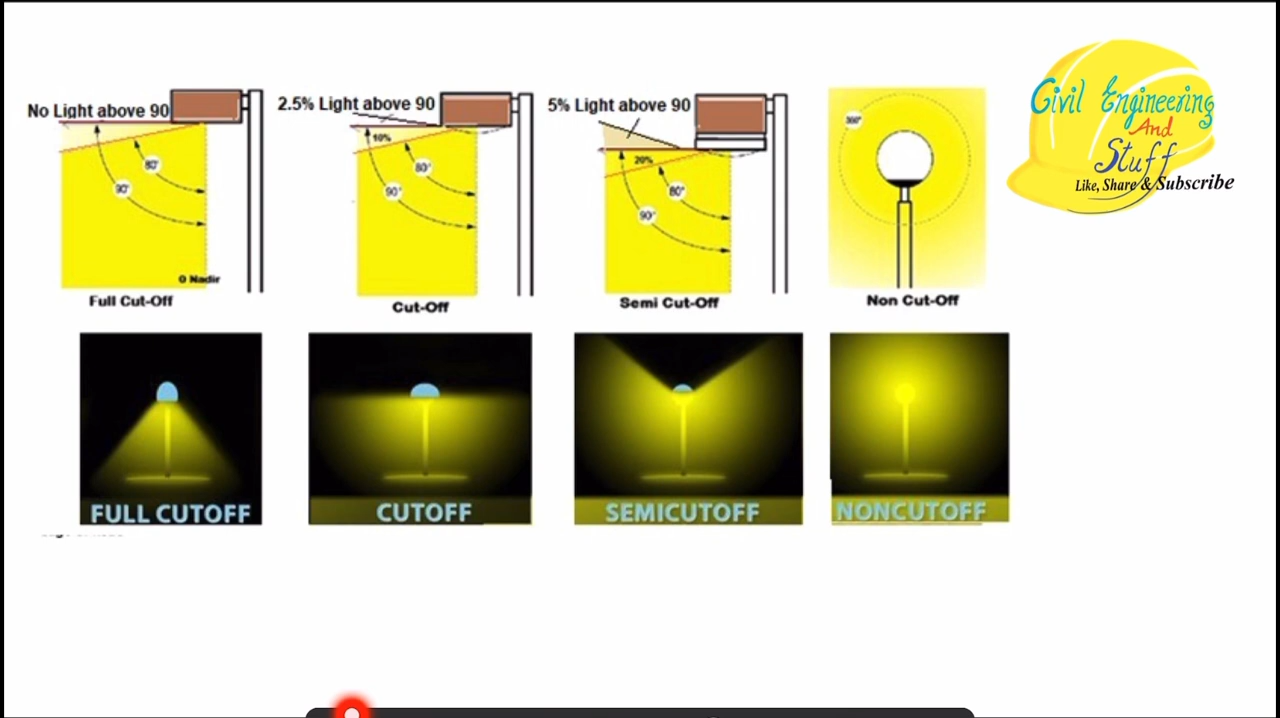 No Light above 90
80°
90°
0 Nadir
Full Cut-Off
2.5% Light above 90
10%
80°
90°
Cut-Off
5% Light above 90
20%
80°
90°
Semi Cut-Off
360°
Non Cut-Off
Civil Engineering
And
Stuff
Like, Share & Subscribe
FULL CUTOFF
CUTOFF
SEMICUTOFF
NONCUTOFF